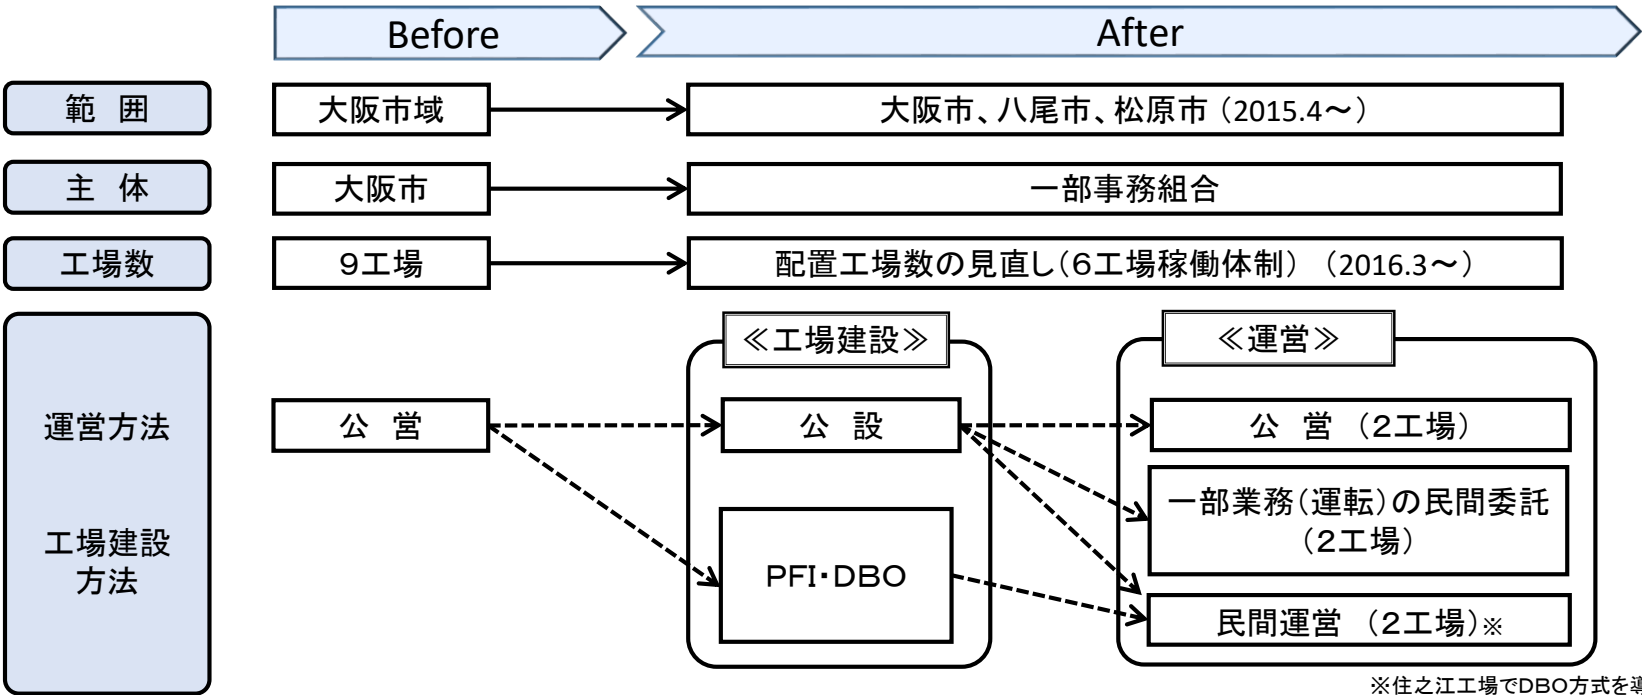 Before
After
範 囲
大阪市域
大阪市、八尾市、松原市（2015.4～）
主 体
大阪市
一部事務組合
工場数
９工場
配置工場数の見直し（６工場稼働体制）（2016.3～）
≪工場建設≫
≪運営≫
運営方法
公 営
公 設
公 営（２工場）
一部業務（運転）の民間委託
（２工場）
工場建設
方法
PFI・DBO
民間運営（２工場）※
※住之江工場でDBO方式を